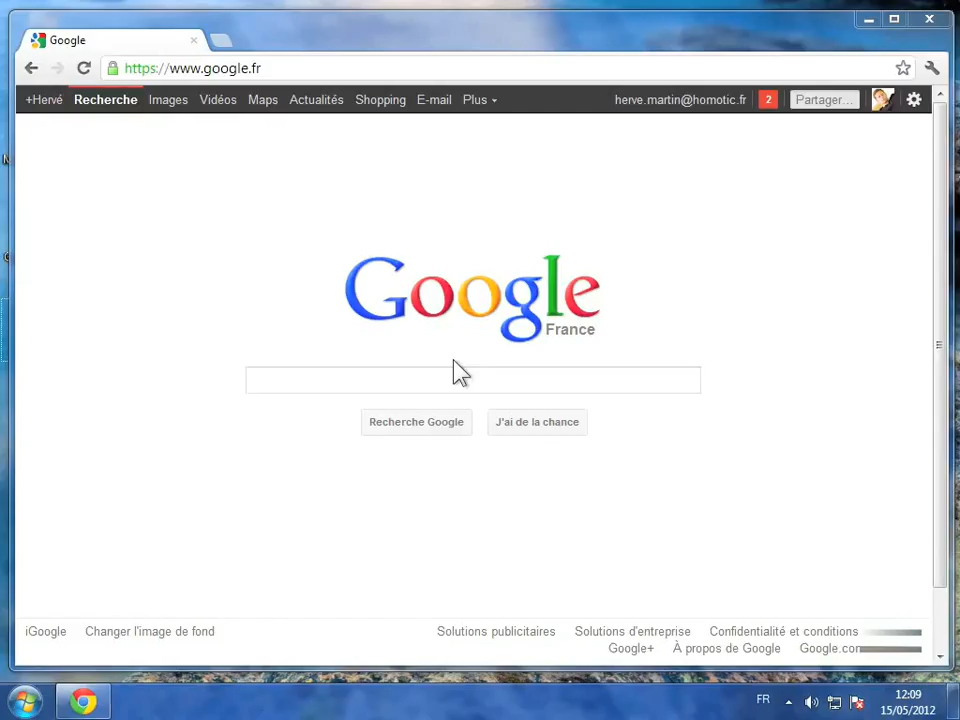 Google
https://www.google.fr
+Hervé Recherche Images Vidéos Maps Actualités Shopping E-mail Plus herve.martin@homotic.fr 2 Partager...
Google
France
Recherche Google J'ai de la chance
iGoogle Changer l'image de fond Solutions publicitaires Solutions d'entreprise Confidentialité et conditions
Google+ À propos de Google Google.com
FR 12:09
15/05/2012